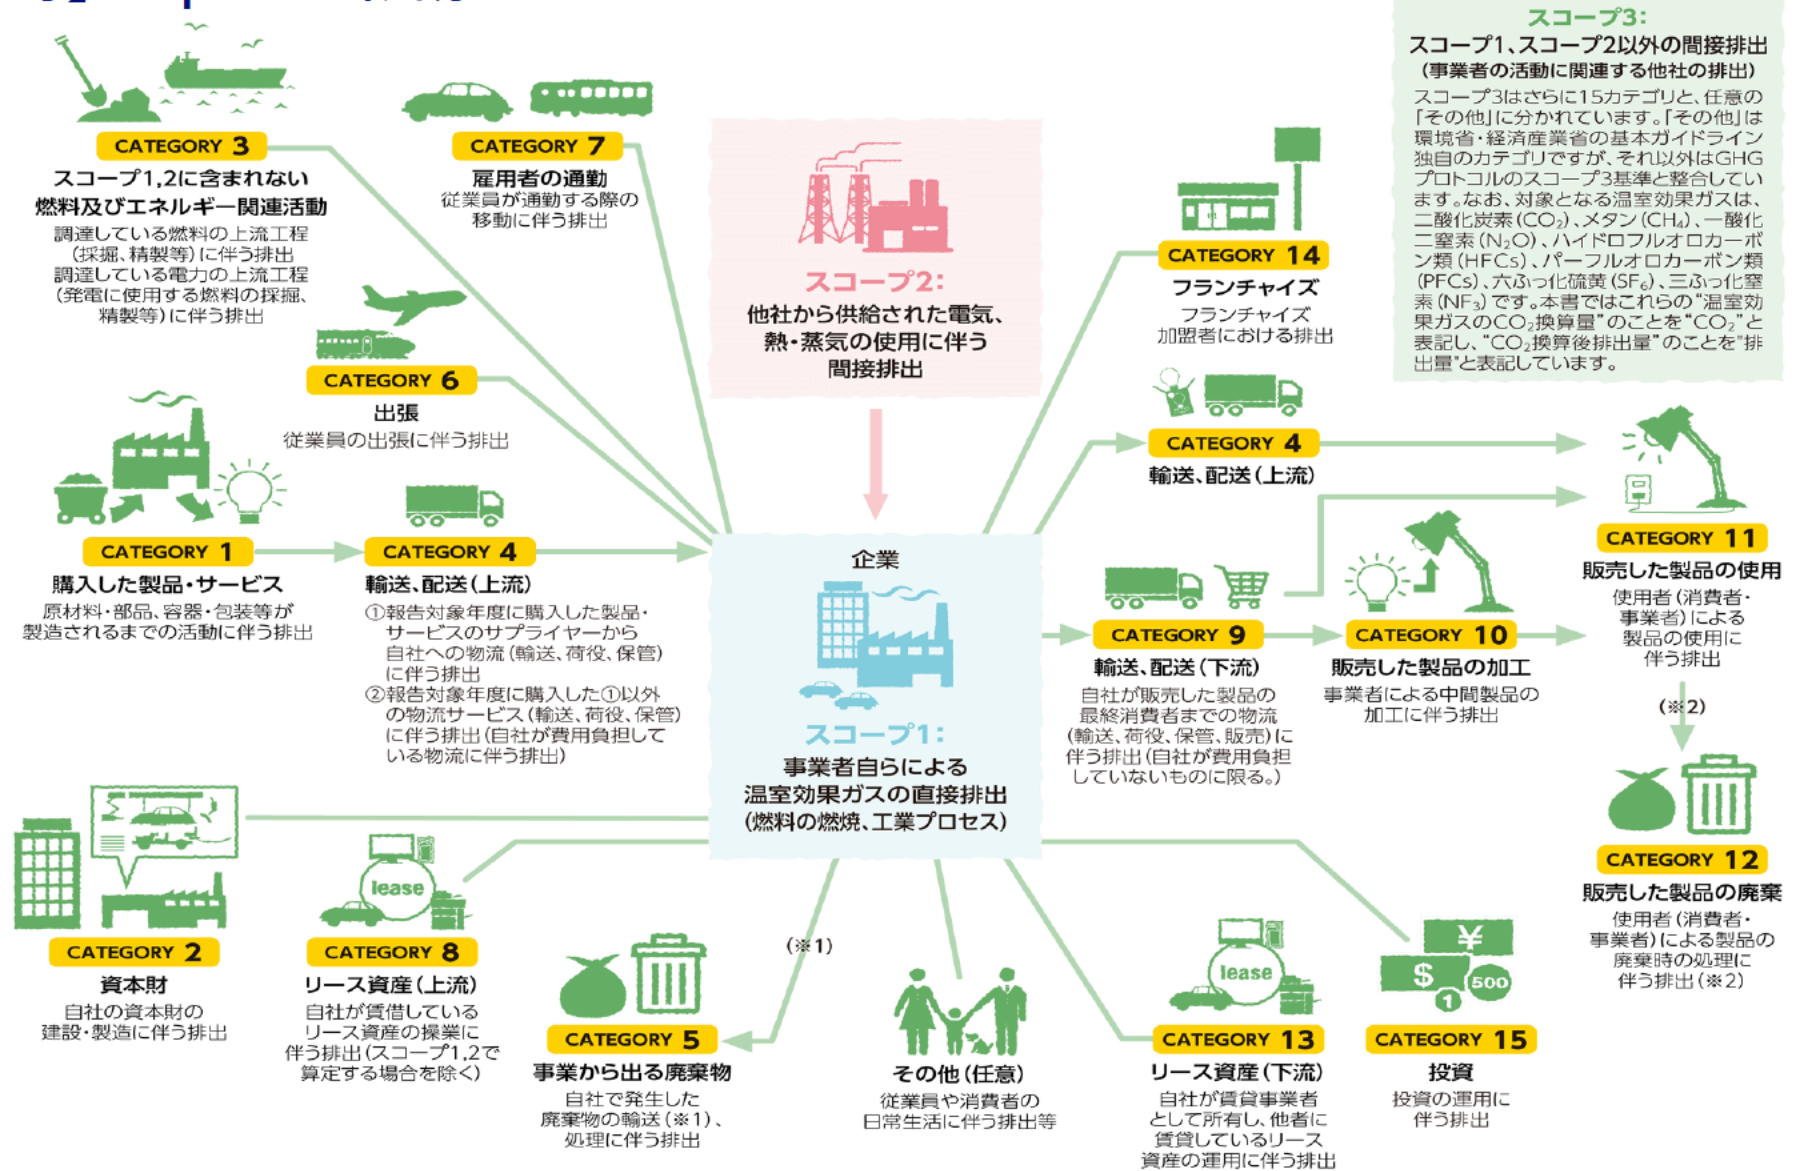 スコープ3:
スコープ1、スコープ2以外の間接排出
(事業者の活動に関連する他社の排出)
スコープ3はさらに15カテゴリと、任意の
「その他」に分かれています。「その他」は
環境省・経済産業省の基本ガイドライン
独自のカテゴリですが、それ以外はGHG
プロトコルのスコープ3基準と整合してい
ます。なお、対象となる温室効果ガスは、
二酸化炭素(CO₂)、メタン(CH₄)、一酸化
二窒素(N₂O)、ハイドロフルオロカーボ
ン類(HFCs)、パーフルオロカーボン類
(PFCs)、六ふっ化硫黄(SF₆)、三ふっ化窒
素(NF₃)です。本書ではこれらの“温室効
果ガスのCO₂換算量”のことを“CO₂”と
表記し、“CO₂換算後排出量”のことを“排
出量”と表記しています。
CATEGORY 3
スコープ1,2に含まれない
燃料及びエネルギー関連活動
調達している燃料の上流工程
(採掘、精製等)に伴う排出
調達している電力の上流工程
(発電に使用する燃料の採掘、
精製等)に伴う排出
CATEGORY 7
雇用者の通勤
従業員が通勤する際の
移動に伴う排出
スコープ2:
他社から供給された電気、
熱・蒸気の使用に伴う
間接排出
CATEGORY 14
フランチャイズ
フランチャイズ
加盟者における排出
CATEGORY 6
出張
従業員の出張に伴う排出
CATEGORY 4
輸送、配送(上流)
CATEGORY 1
購入した製品・サービス
原材料・部品、容器・包装等が
製造されるまでの活動に伴う排出
CATEGORY 4
輸送、配送(上流)
①報告対象年度に購入した製品・
サービスのサプライヤーから
自社への物流(輸送、荷役、保管)
に伴う排出
②報告対象年度に購入した①以外
の物流サービス(輸送、荷役、保管)
に伴う排出(自社が費用負担して
いる物流に伴う排出)
企業
スコープ1:
事業者自らによる
温室効果ガスの直接排出
(燃料の燃焼、工業プロセス)
CATEGORY 9
輸送、配送(下流)
自社が販売した製品の
最終消費者までの物流
(輸送、荷役、保管、販売)に
伴う排出(自社が費用負担
していないものに限る。)
CATEGORY 10
販売した製品の加工
事業者による中間製品の
加工に伴う排出
CATEGORY 11
販売した製品の使用
使用者(消費者・
事業者)による
製品の使用に
伴う排出
(※2)
CATEGORY 12
販売した製品の廃棄
使用者(消費者・
事業者)による製品の
廃棄時の処理に
伴う排出(※2)
CATEGORY 2
資本財
自社の資本財の
建設・製造に伴う排出
lease
CATEGORY 8
リース資産(上流)
自社が賃借している
リース資産の操業に
伴う排出(スコープ1,2で
算定する場合を除く)
(※1)
CATEGORY 5
事業から出る廃棄物
自社で発生した
廃棄物の輸送(※1)、
処理に伴う排出
その他(任意)
従業員や消費者の
日常生活に伴う排出等
lease
CATEGORY 13
リース資産(下流)
自社が賃貸事業者
として所有し、他者に
賃貸しているリース
資産の運用に伴う排出
¥
$
500
1
CATEGORY 15
投資
投資の運用に
伴う排出